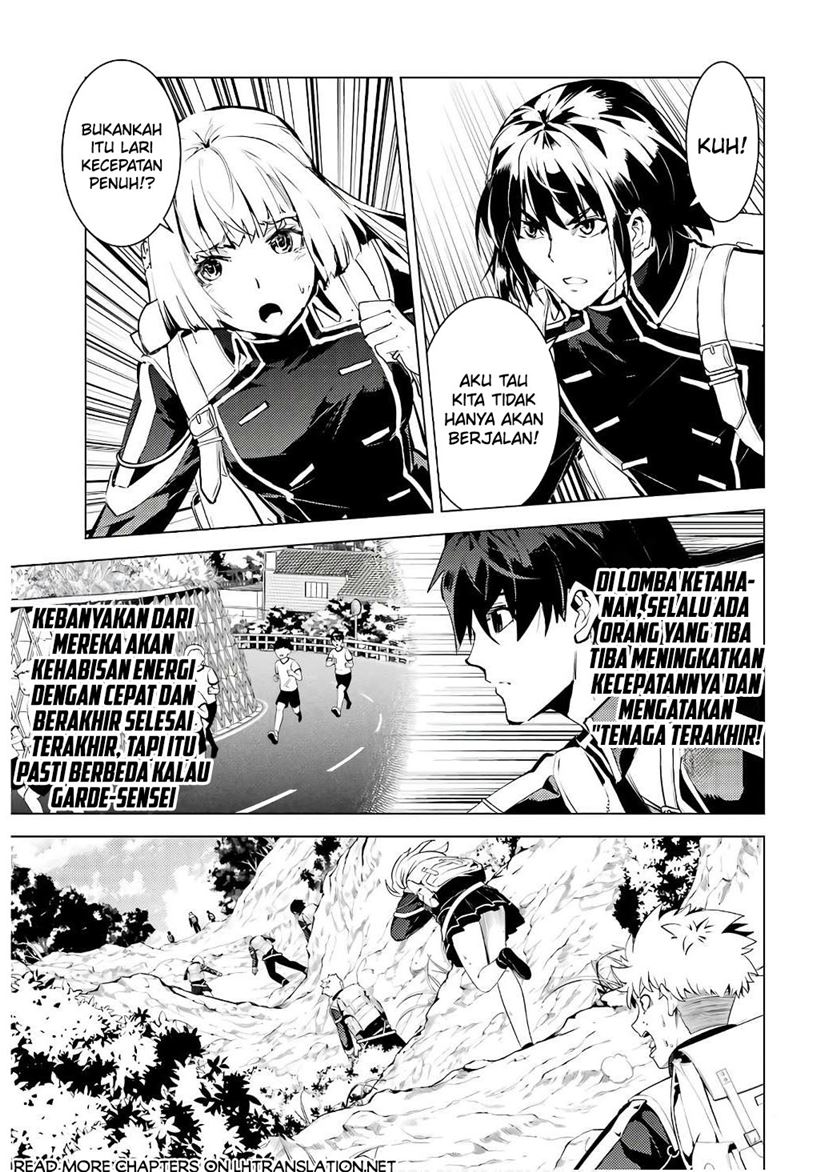 KUH!
AKU TAU
KITA TIDAK
HANYA AKAN
BERJALAN!
BUKANKAH
ITU LARI
KECEPATAN
PENUH!?
DI LOMBA KETAHA-
NAN, SELALU ADA
ORANG YANG TIBA
TIBA MENINGKATKAN
KECEPATANNYA DAN
MENGATAKAN
"TENAGA TERAKHIR!
KEBANYAKAN DARI
MEREKA AKAN
KEHABISAN ENERGI
DENGAN CEPAT DAN
BERAKHIR SELESAI
TERAKHIR, TAPI ITU
PASTI BERBEDA KALAU
GARDE-SENSEI
READ MORE CHAPTERS ON LHTRANSLATION.NET